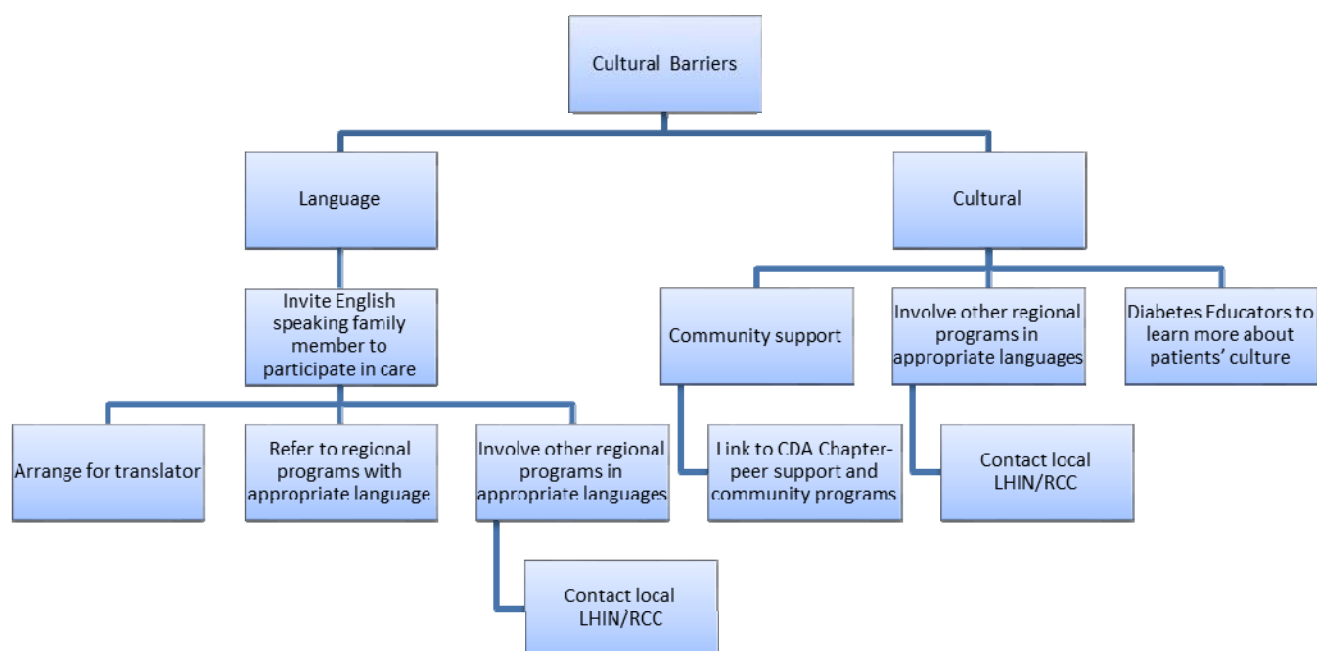 Cultural Barriers
Language
Cultural
Invite English
speaking family
member to
participate in care
Community support
Involve other regional
programs in
appropriate languages
Diabetes Educators to
learn more about
patients' culture
Arrange for translator
Refer to regional
programs with
appropriate language
Involve other regional
programs in
appropriate languages
Link to CDA Chapter-
peer support and
community programs
Contact local
LHIN/RCC
Contact local
LHIN/RCC